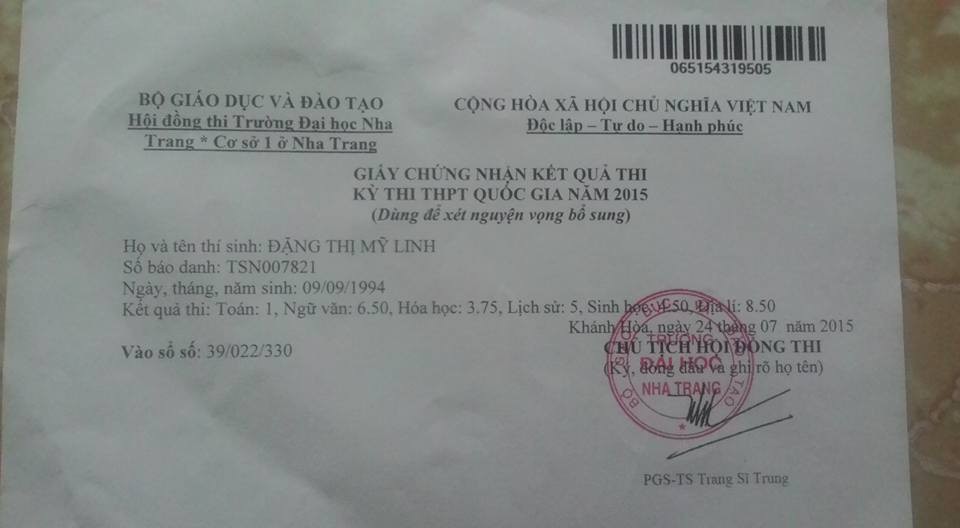 065154319505
BỘ GIÁO DỤC VÀ ĐÀO TẠO
Hội đồng thi Trường Đại học Nha
Trang * Cơ sở 1 ở Nha Trang
CỘNG HÒA XÃ HỘI CHỦ NGHĨA VIỆT NAM
Độc lập – Tự do – Hạnh phúc
GIẤY CHỨNG NHẬN KẾT QUẢ THI
KỲ THI THPT QUỐC GIA NĂM 2015
(Dùng để xét nguyện vọng bổ sung)
Họ và tên thí sinh: ĐẶNG THỊ MỸ LINH
Số báo danh: TSN007821
Ngày, tháng, năm sinh: 09/09/1994
Kết quả thi: Toán: 1, Ngữ văn: 6.50, Hóa học: 3.75, Lịch sử: 5, Sinh học: 4.50, Địa lí: 8.50
Khánh Hòa, ngày 24 tháng 07 năm 2015
Vào sổ số: 39/022/330
CHỦ TỊCH HỘI ĐỒNG THI
(Ký, đóng dấu và ghi rõ họ tên)
TRƯỜNG
ĐẠI HỌC
NHA TRANG
PGS-TS Trang Sĩ Trung